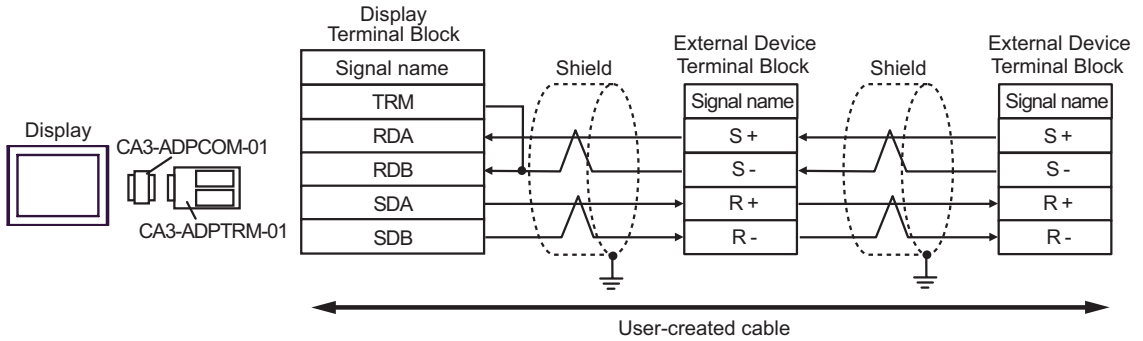 Display
CA3-ADPCOM-01
CA3-ADPTRM-01
Display
Terminal Block
Signal name
TRM
RDA
RDB
SDA
SDB
Shield
External Device
Terminal Block
Signal name
S +
S -
R +
R -
Shield
External Device
Terminal Block
Signal name
S +
S -
R +
R -
User-created cable